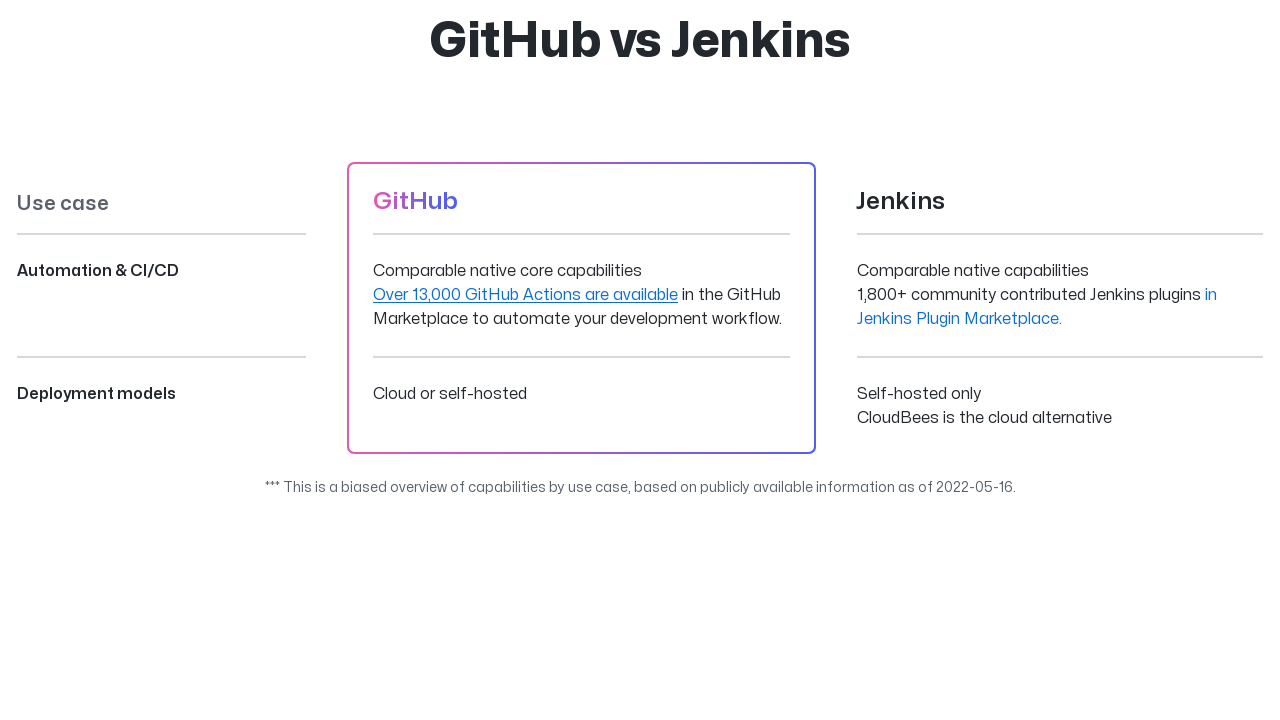 GitHub vs Jenkins
Use case
GitHub
Jenkins
Automation & CI/CD
Comparable native core capabilities
Over 13,000 GitHub Actions are available in the GitHub
Marketplace to automate your development workflow.
Comparable native capabilities
1,800+ community contributed Jenkins plugins in
Jenkins Plugin Marketplace.
Deployment models
Cloud or self-hosted
Self-hosted only
CloudBees is the cloud alternative
*** This is a biased overview of capabilities by use case, based on publicly available information as of 2022-05-16.